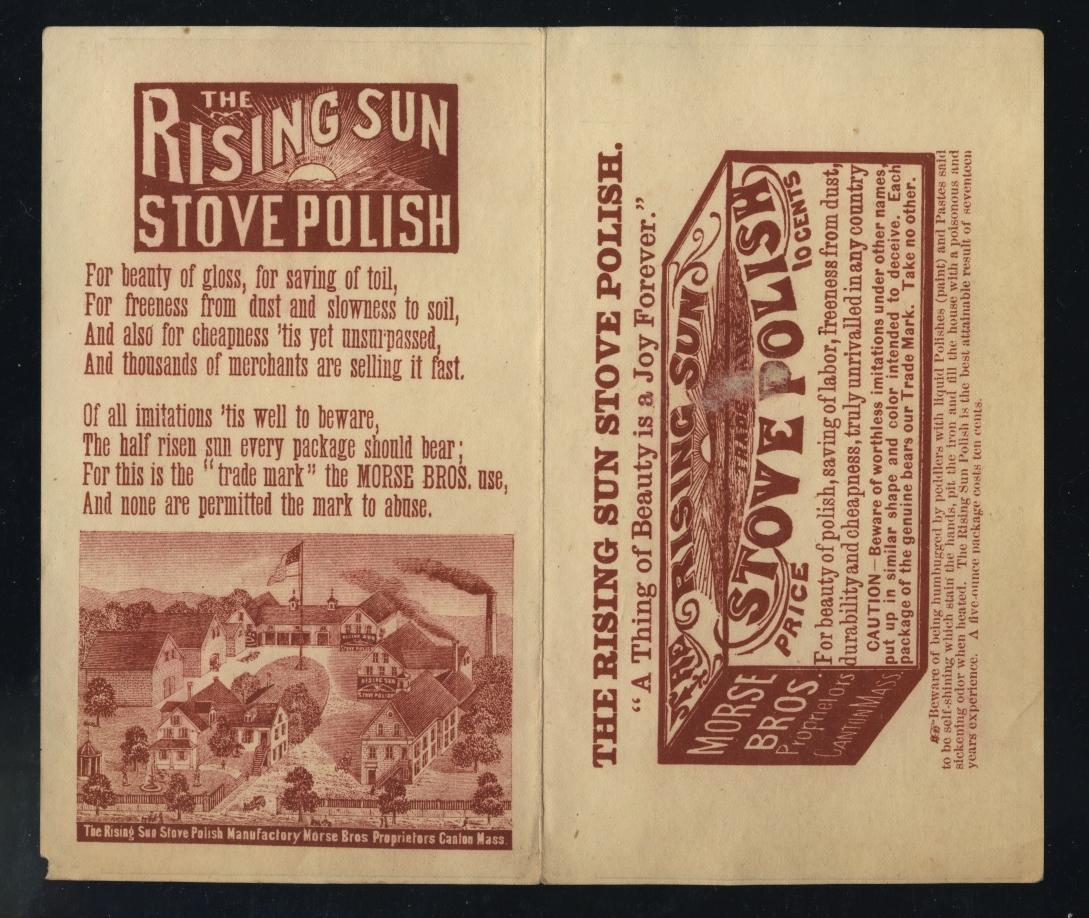 THE
RISING SUN
STOVE POLISH
For beauty of gloss, for saving of toil,
For freeness from dust and slowness to soil,
And also for cheapness 'tis yet unsurpassed,
And thousands of merchants are selling it fast.
Of all imitations 'tis well to beware,
The half risen sun every package should bear;
For this is the "trade mark" the MORSE BROS. use,
And none are permitted the mark to abuse.
RISING SUN
STOVE POLISH
RISING SUN
STOVE POLISH
The Rising Sun Stove Polish Manufactory Morse Bros Proprietors Canton Mass.
THE RISING SUN STOVE POLISH.
"A Thing of Beauty is a Joy Forever."
THE RISING SUN
TRADE MARK
STOVE POLISH
PRICE 10 CENTS
For beauty of polish, saving of labor, freeness from dust,
durability and cheapness, truly unrivalled in any country
CAUTION—Beware of worthless imitations under other names,
put up in similar shape and color intended to deceive. Each
package of the genuine bears our Trade Mark. Take no other.
MORSE
BROS.
Proprietors
CANTON MASS.
☞ Beware of being humbugged by peddlers with liquid Polishes (paint) and Pastes said
to be self-shining which stain the hands, pit the iron and fill the house with a poisonous and
sickening odor when heated. The Rising Sun Polish is the best attainable result of seventeen
years experience. A five-ounce package costs ten cents.